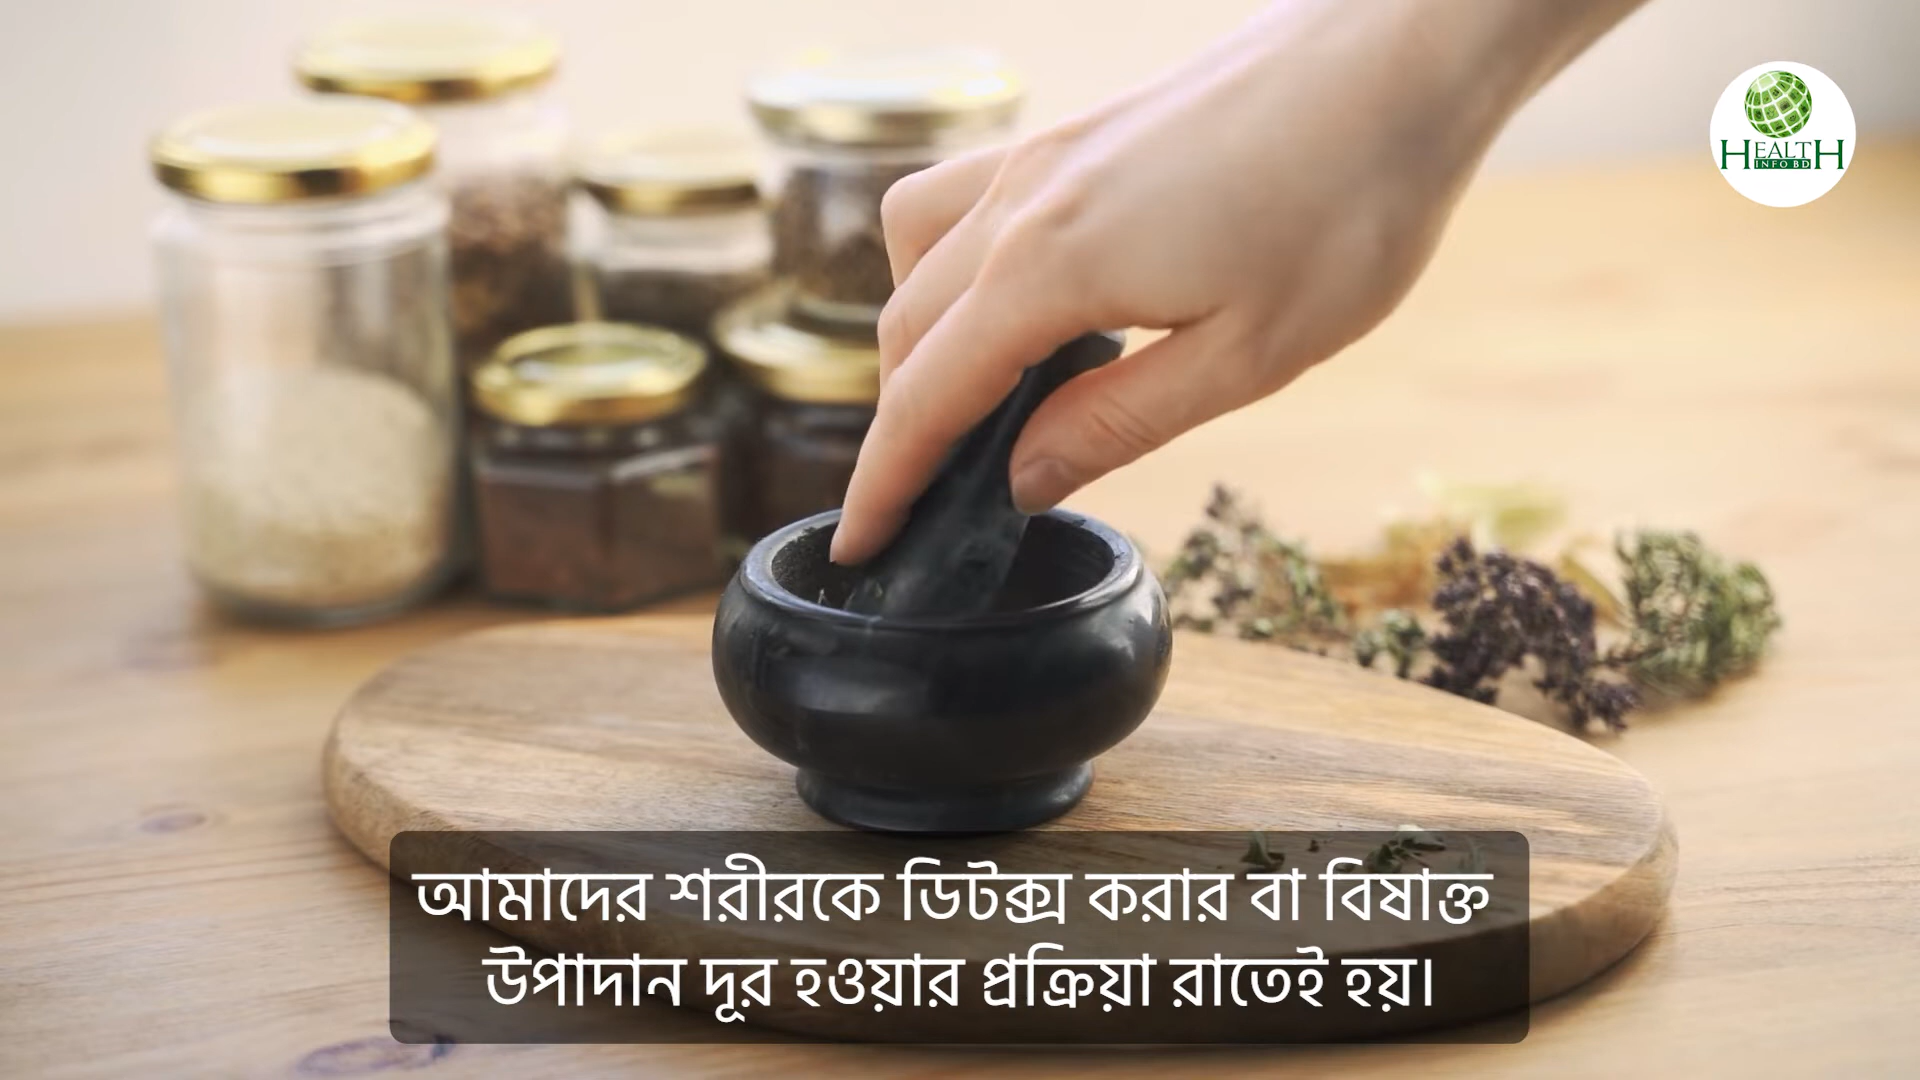 HEALTH
INFO BD
আমাদের শরীরকে ডিটক্স করার বা বিষাক্ত
উপাদান দূর হওয়ার প্রক্রিয়া রাতেই হয়।